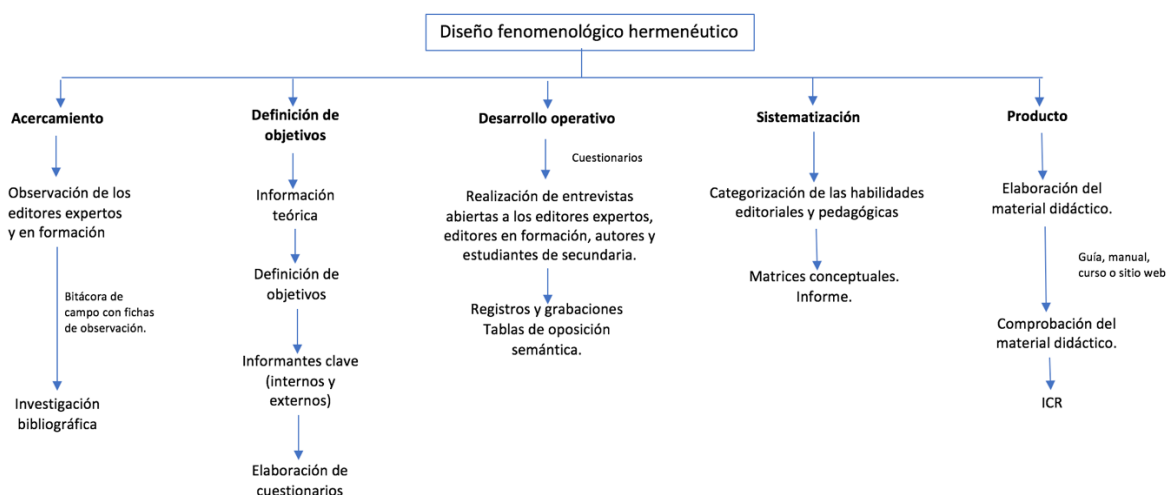 Diseño fenomenológico hermenéutico
Acercamiento
Observación de los
editores expertos
y en formación
Bitácora de
campo con fichas
de observación.
Investigación
bibliográfica
Definición de
objetivos
Información
teórica
Definición de
objetivos
Informantes clave
(internos y
externos)
Elaboración de
cuestionarios
Desarrollo operativo
Cuestionarios
Realización de entrevistas
abiertas a los editores expertos,
editores en formación, autores y
estudiantes de secundaria.
Registros y grabaciones
Tablas de oposición
semántica.
Sistematización
Categorización de las habilidades
editoriales y pedagógicas
Matrices conceptuales.
Informe.
Producto
Elaboración del
material didáctico.
Guía, manual,
curso o sitio web
Comprobación del
material didáctico.
ICR